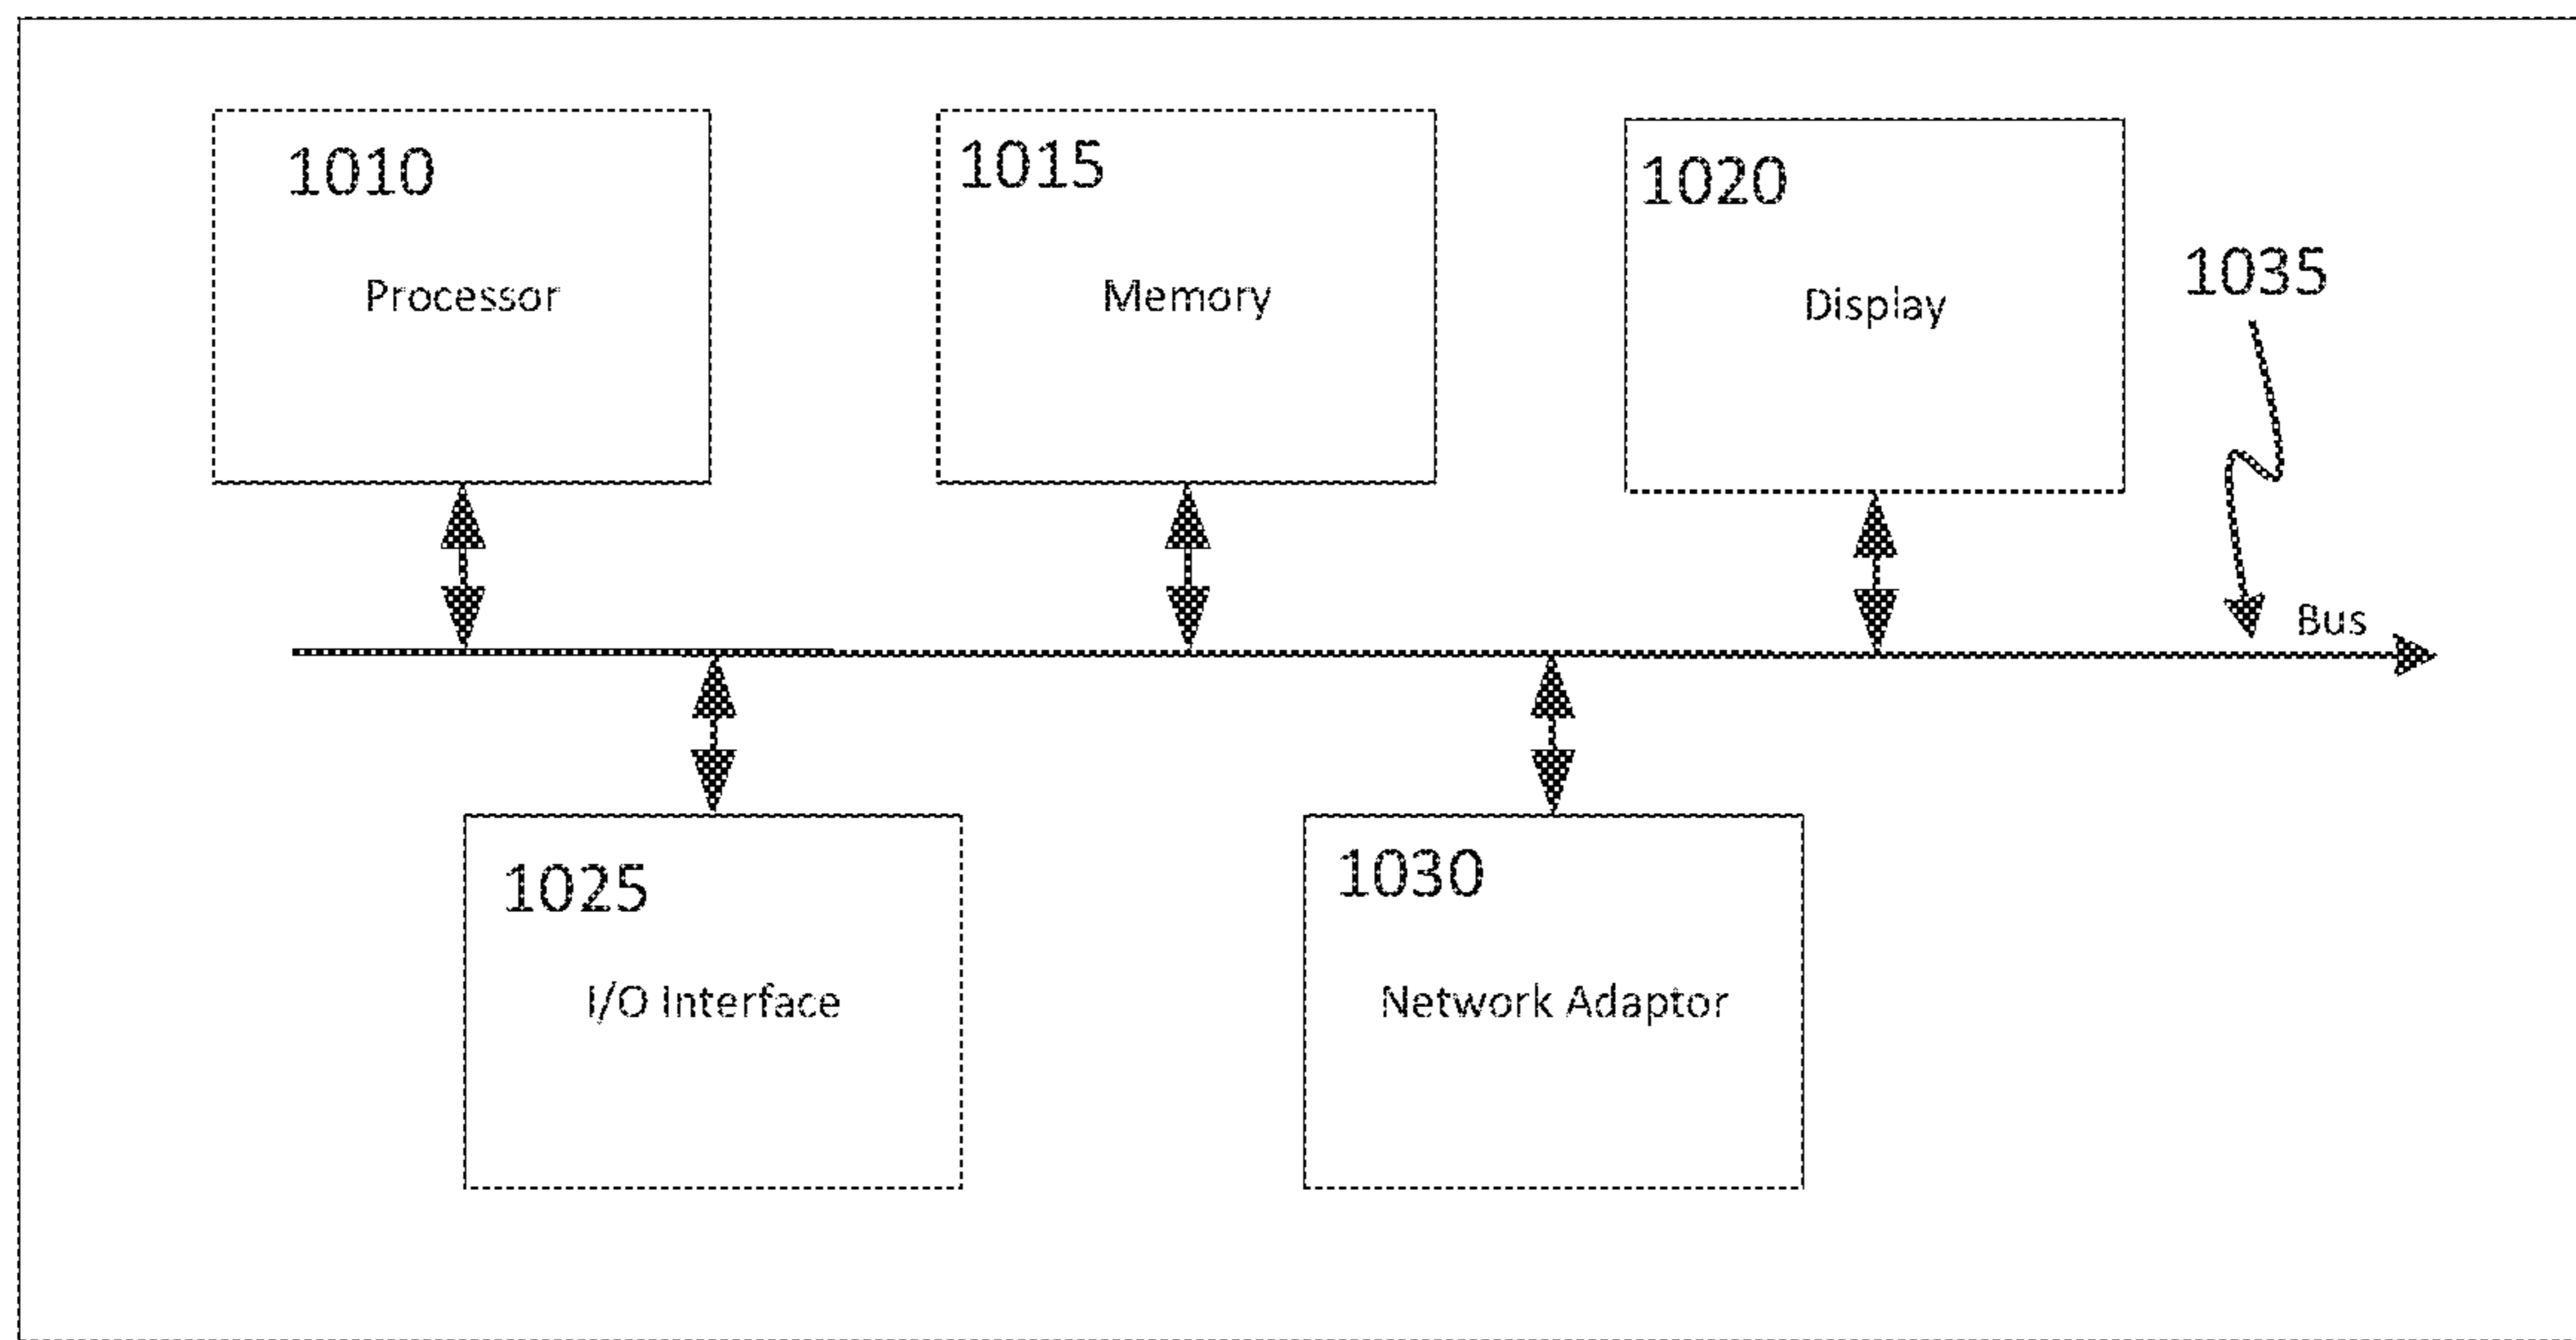 1010
Processor
1015
Memory
1020
Display
1035
Bus
1025
I/O Interface
1030
Network Adaptor